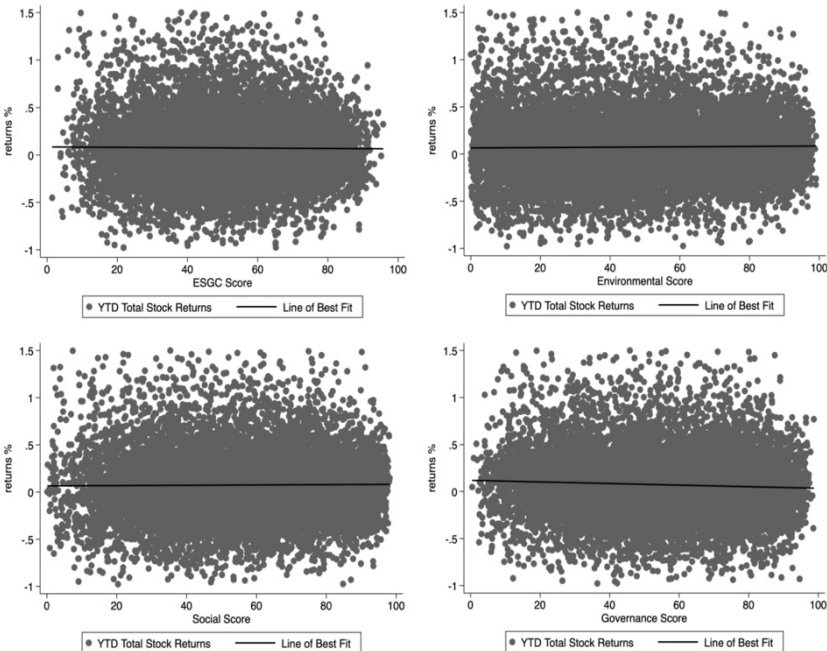 returns %
1.5
1
.5
0
-.5
-1
0 20 40 60 80 100
ESGC Score
YTD Total Stock Returns Line of Best Fit
returns %
1.5
1
.5
0
-.5
-1
0 20 40 60 80 100
Environmental Score
YTD Total Stock Returns Line of Best Fit
returns %
1.5
1
.5
0
-.5
-1
0 20 40 60 80 100
Social Score
YTD Total Stock Returns Line of Best Fit
returns %
1.5
1
.5
0
-.5
-1
0 20 40 60 80 100
Governance Score
YTD Total Stock Returns Line of Best Fit